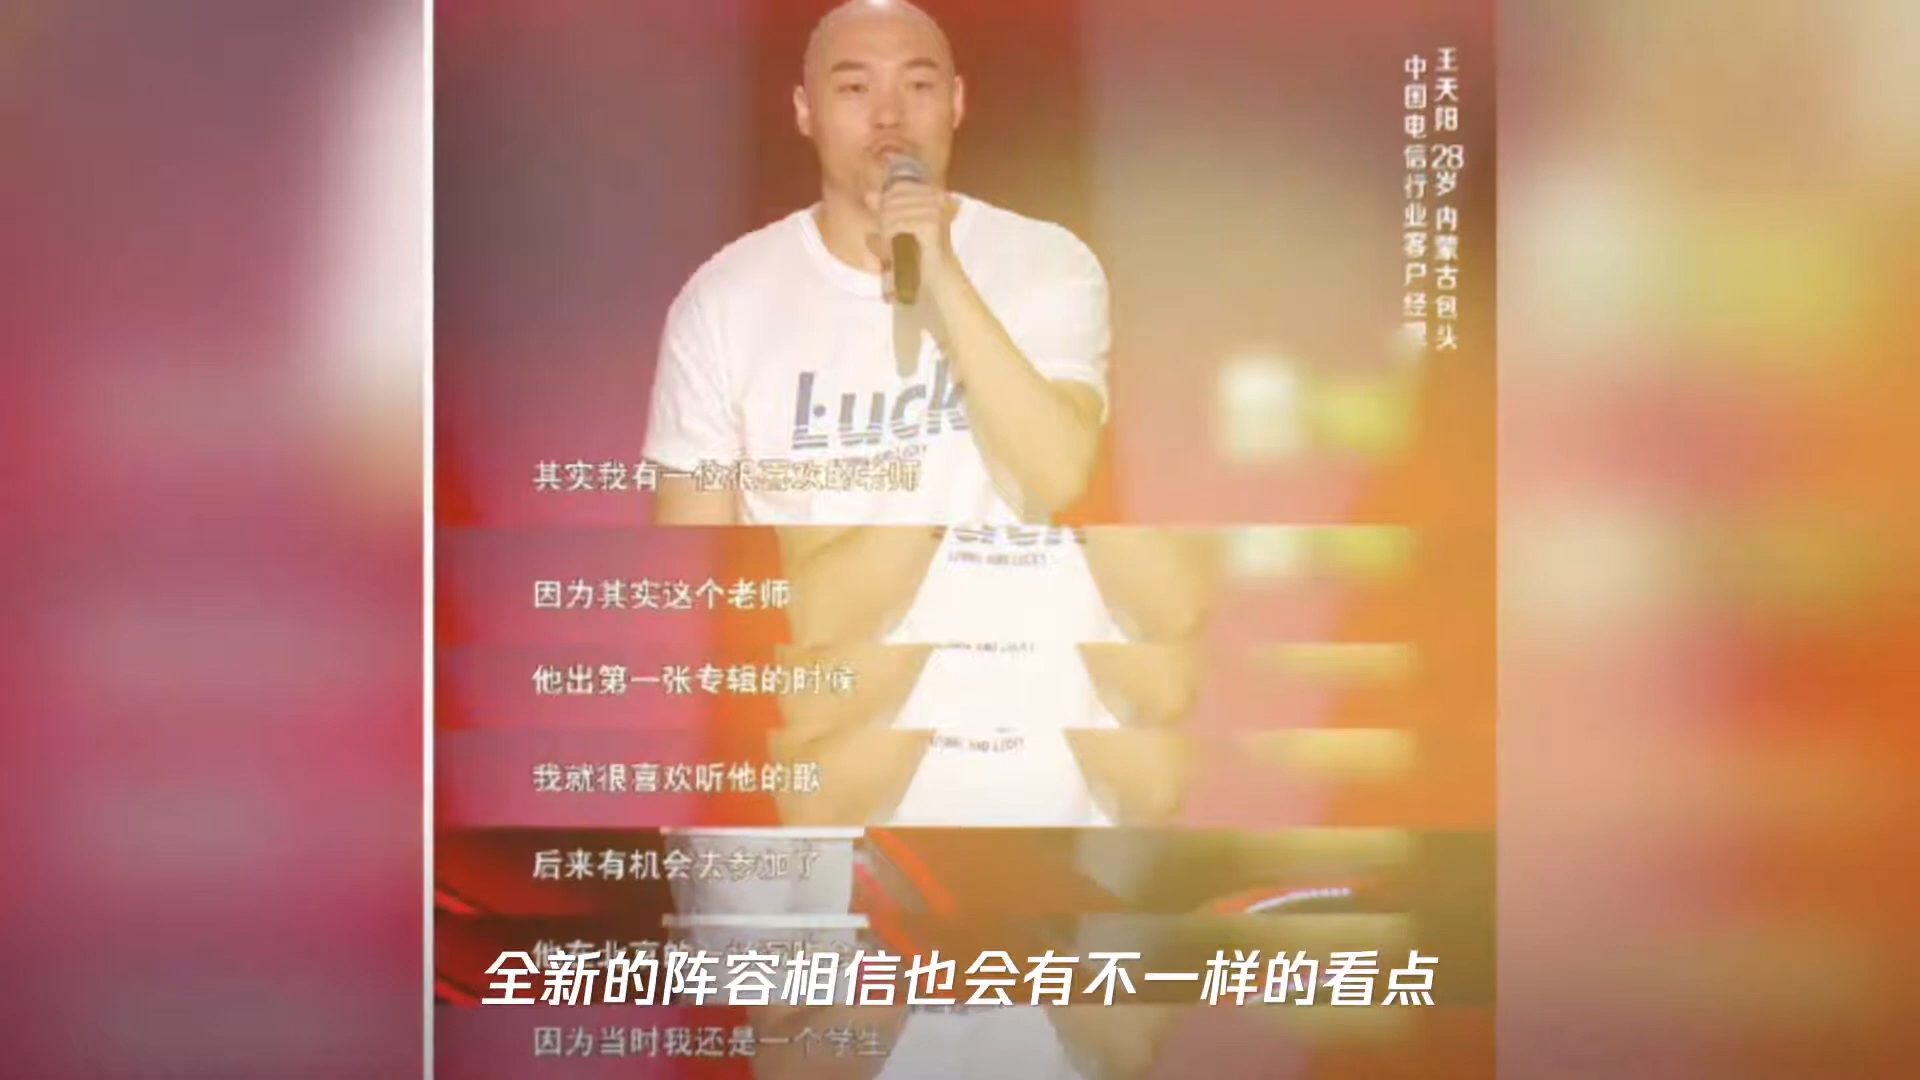 王天阳 28岁 内蒙古包头
中国电信行业客户经理
Luck
其实我有一位很喜欢的老师
因为其实这个老师
他出第一张专辑的时候
我就很喜欢听他的歌
后来有机会去参加了
全新的阵容相信也会有不一样的看点
因为当时我还是一个学生